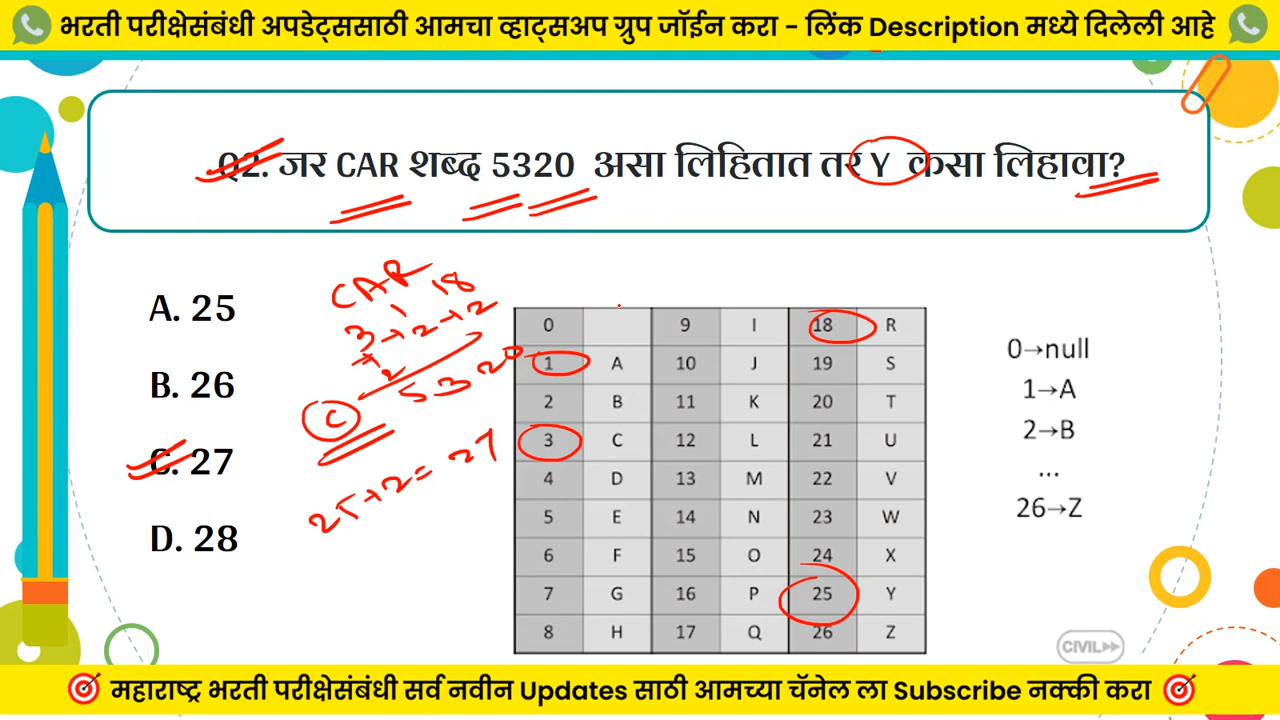 भरती परीक्षेसंबंधी अपडेट्ससाठी आमचा व्हाट्सअप ग्रुप जॉईन करा - लिंक Description मध्ये दिलेली आहे
Q2. जर CAR शब्द 5320 असा लिहितात तर Y कसा लिहावा?
A. 25
B. 26
C. 27
D. 28
CAR
1 18
3 +2 +2
+2
5320
C
25+2= 27
0 9 I 18 R
1 A 10 J 19 S
2 B 11 K 20 T
3 C 12 L 21 U
4 D 13 M 22 V
5 E 14 N 23 W
6 F 15 O 24 X
7 G 16 P 25 Y
8 H 17 Q 26 Z
0→null
1→A
2→B
...
26→Z
CIVIL
महाराष्ट्र भरती परीक्षेसंबंधी सर्व नवीन Updates साठी आमच्या चॅनेल ला Subscribe नक्की करा